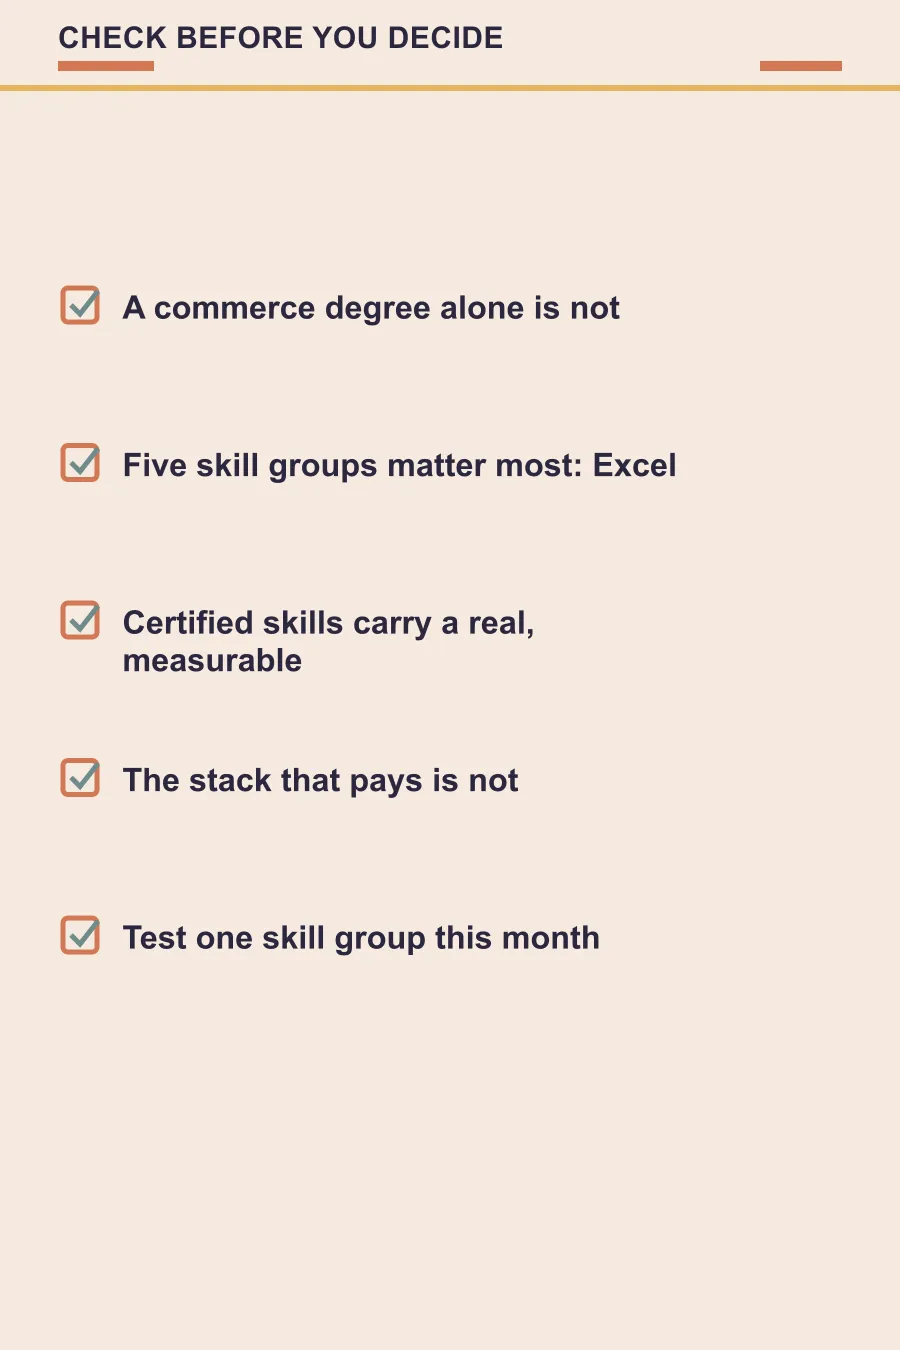 CHECK BEFORE YOU DECIDE
A commerce degree alone is not
Five skill groups matter most: Excel
Certified skills carry a real,
measurable
The stack that pays is not
Test one skill group this month